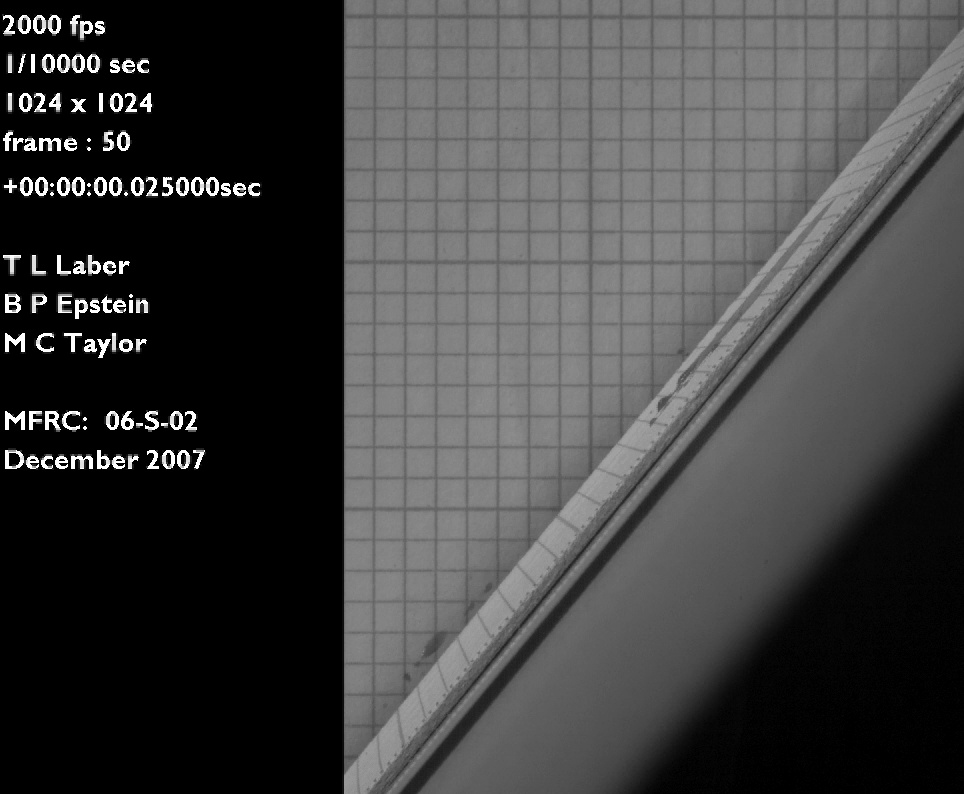 2000 fps
1/10000 sec
1024 x 1024
frame : 50
+00:00:00.025000sec
T L Laber
B P Epstein
M C Taylor
MFRC: 06-S-02
December 2007